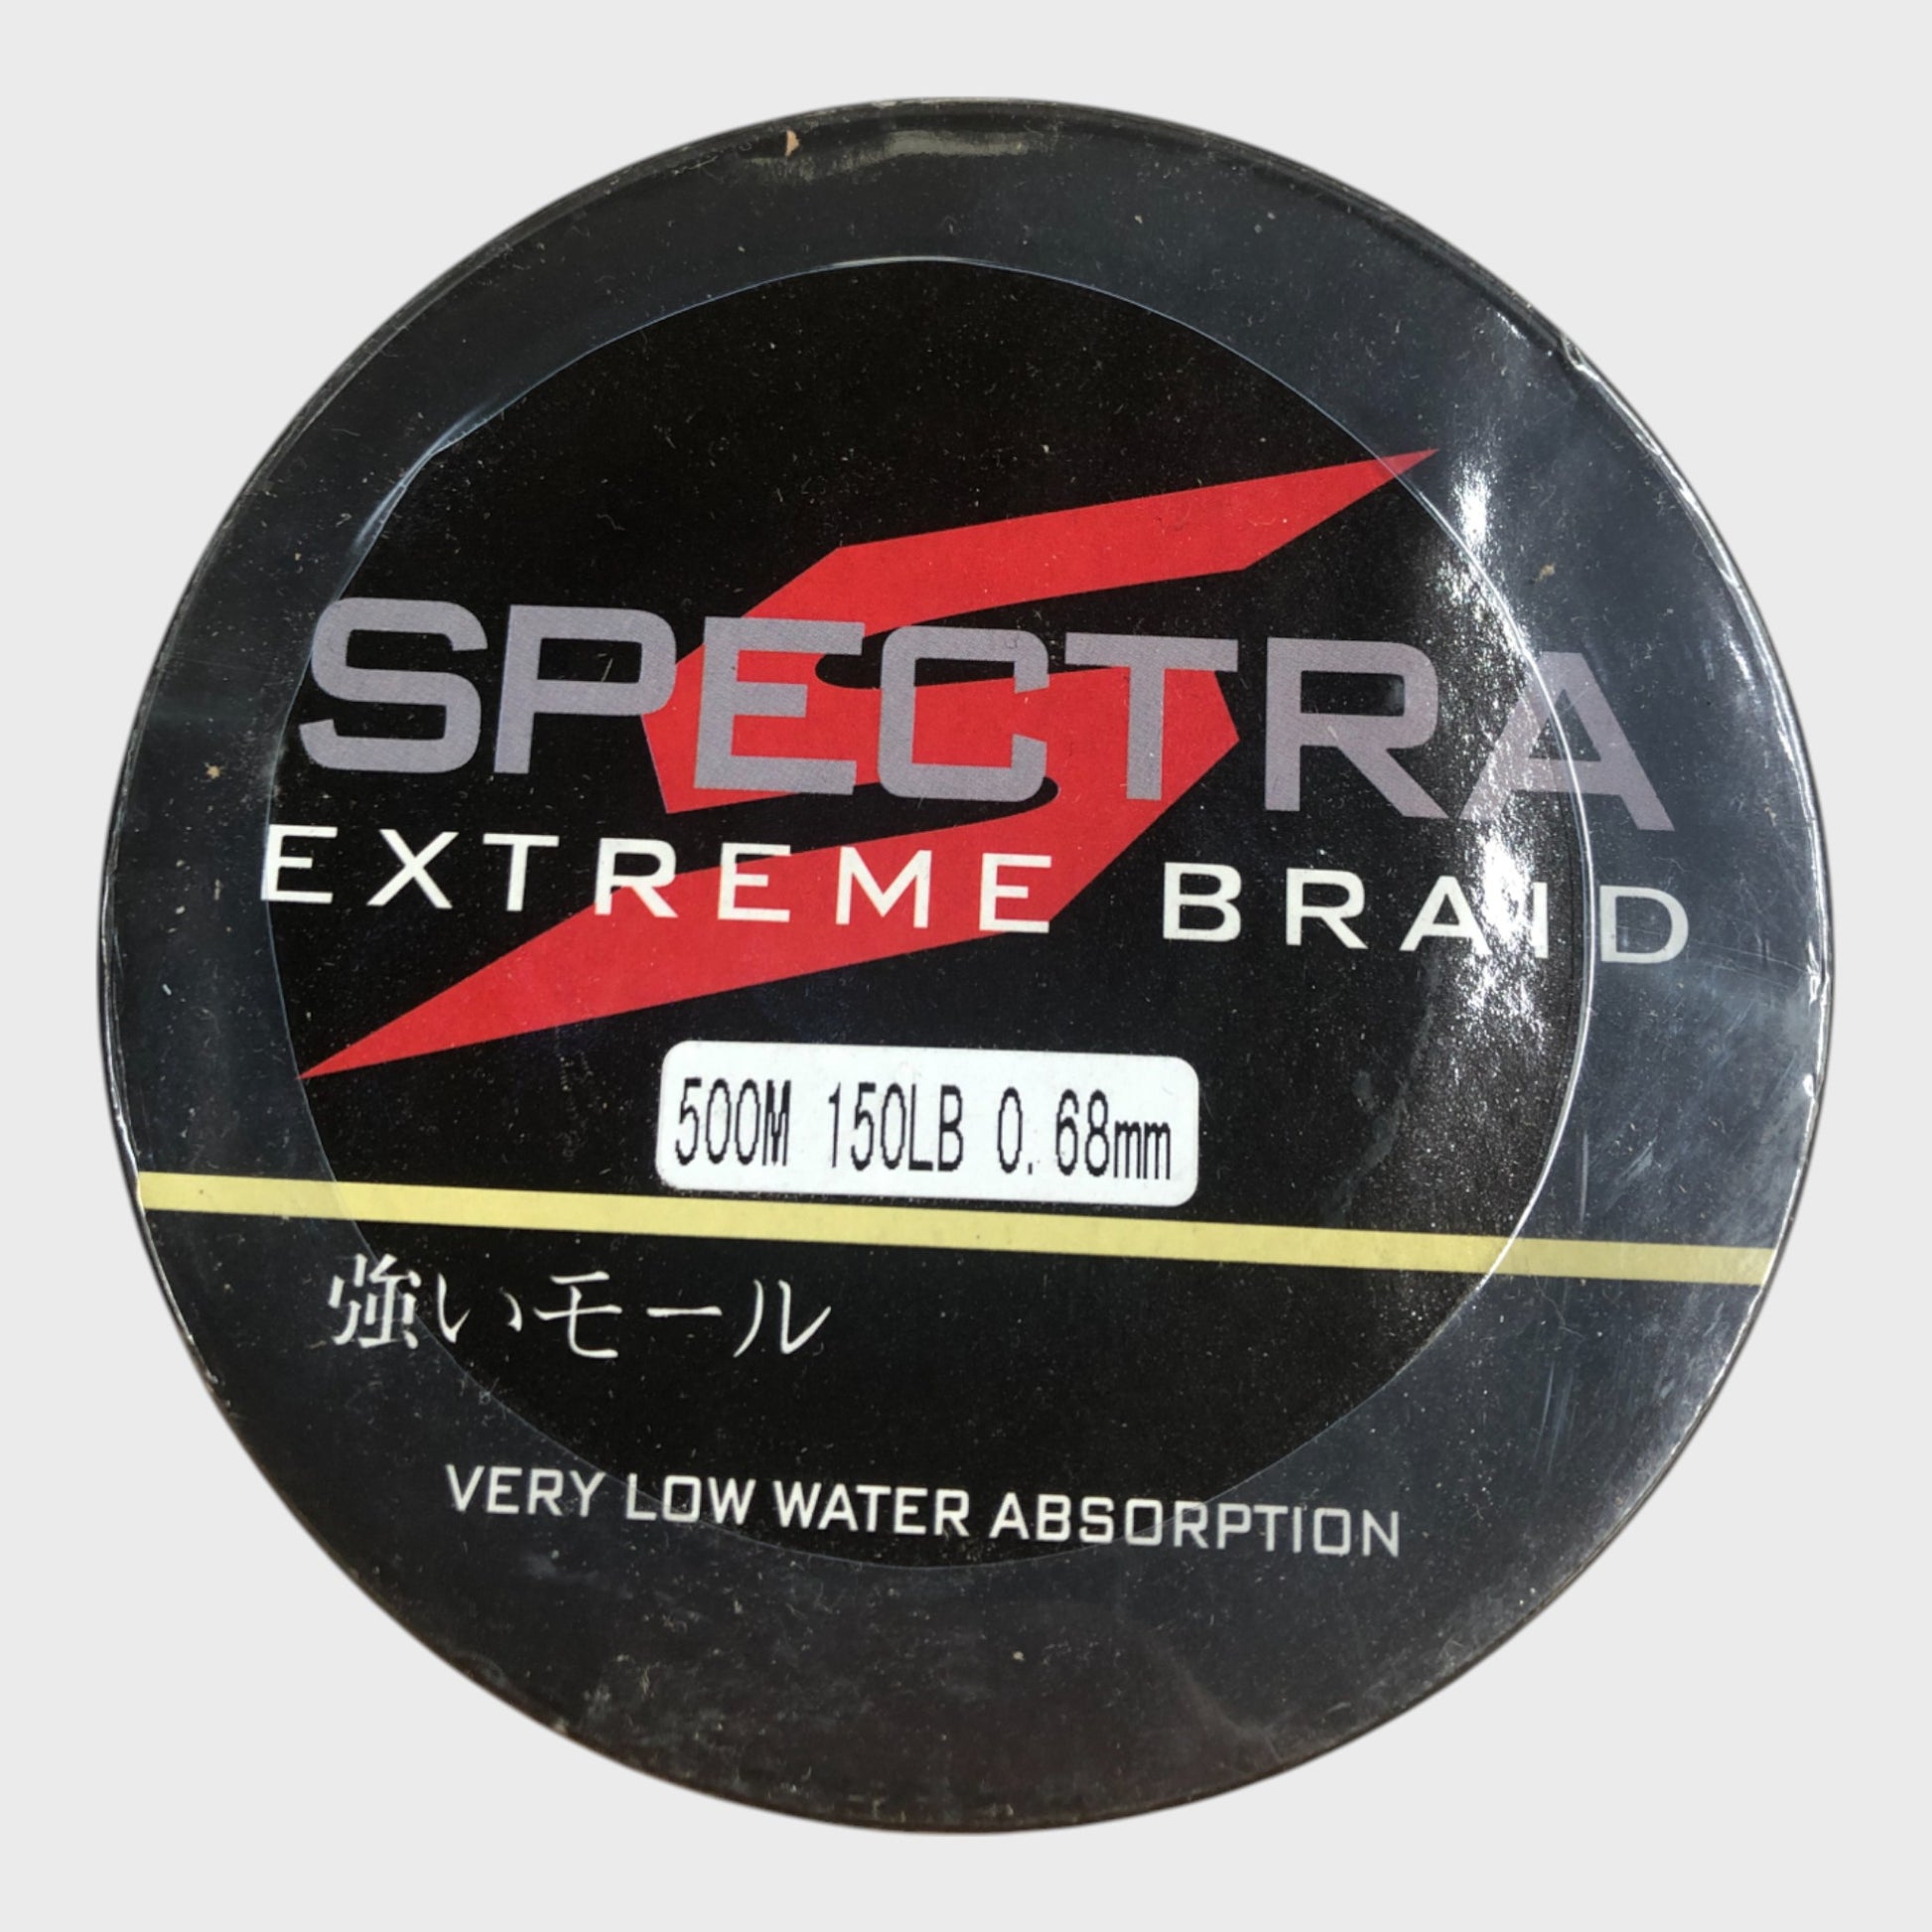 SPECTRA
EXTREME BRAID
500M 150LB 0.68mm
強いモール
VERY LOW WATER ABSORPTION